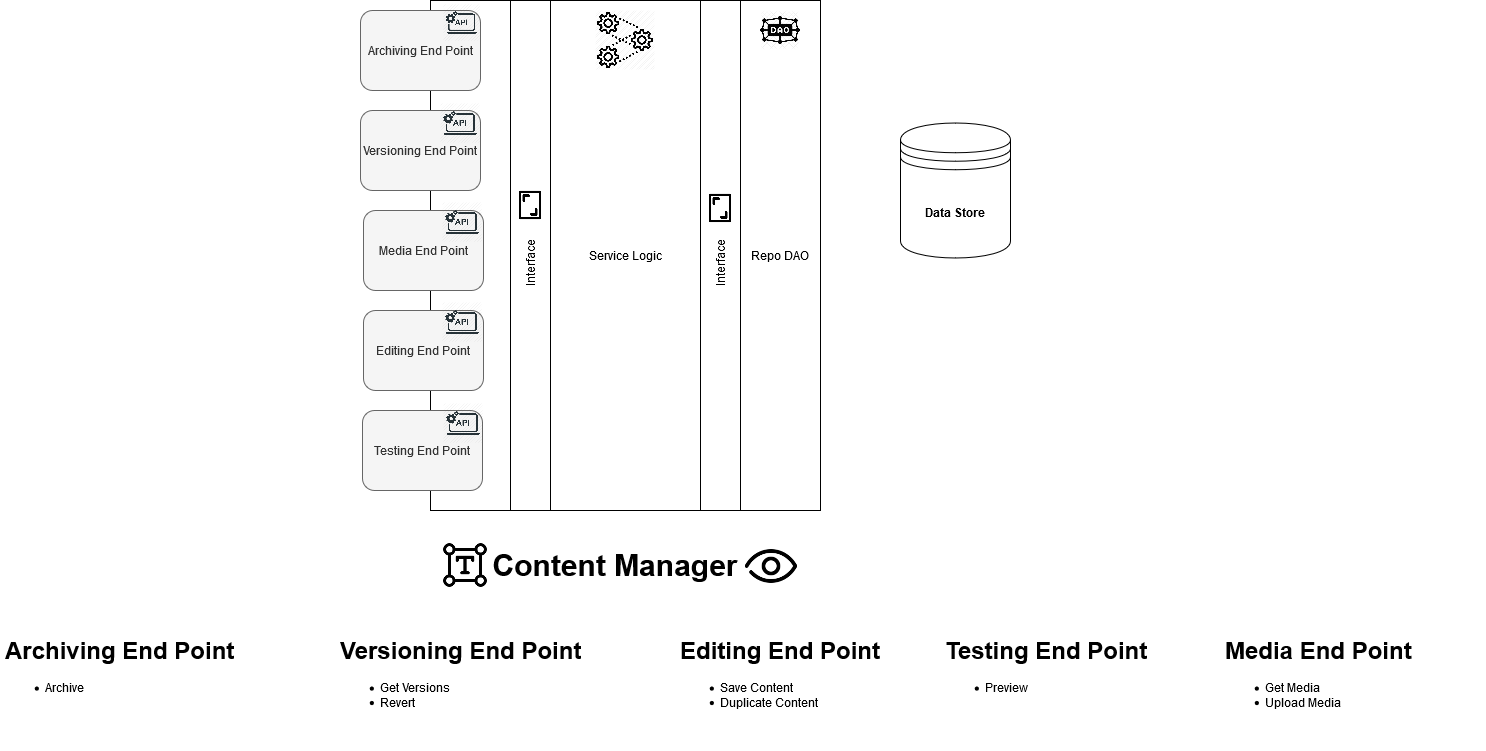 API
Archiving End Point
API
Versioning End Point
API
Media End Point
API
Editing End Point
API
Testing End Point
Interface
Service Logic
Interface
DAO
Repo DAO
Data Store
T Content Manager
Archiving End Point
• Archive
Versioning End Point
• Get Versions
• Revert
Editing End Point
• Save Content
• Duplicate Content
Testing End Point
• Preview
Media End Point
• Get Media
• Upload Media